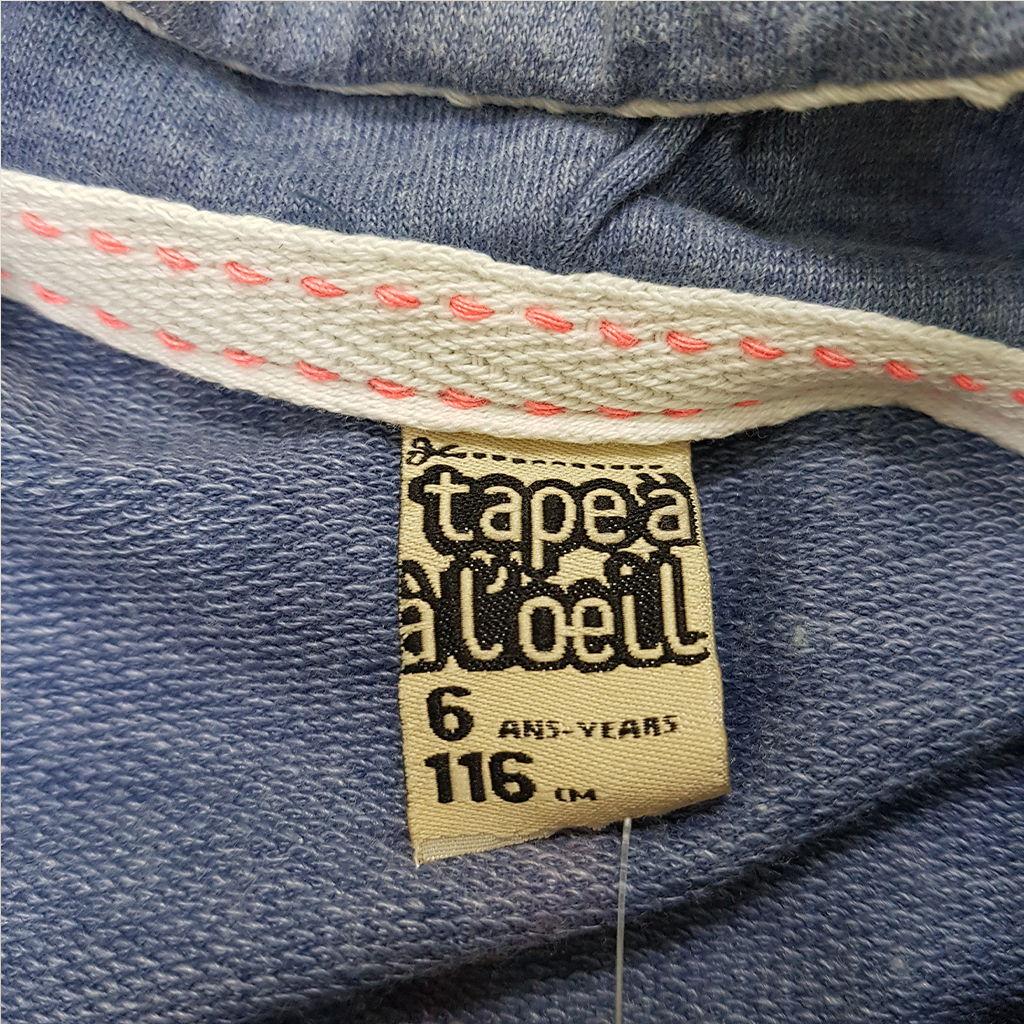 tape à
à l'oeil
6 ANS-YEARS
116 CM